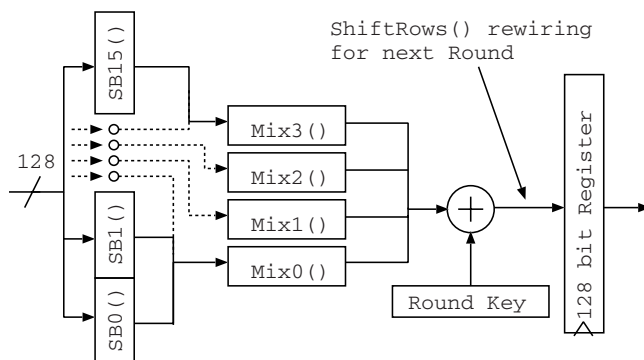 ShiftRows() rewiring
for next Round
SB15()
Mix3()
128
Mix2()
SB1()
Mix1()
Mix0()
SB0()
Round Key
128 bit Register